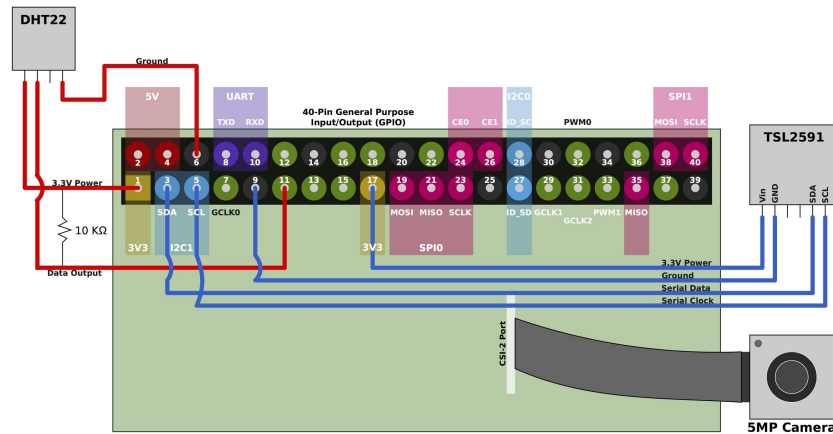 DHT22
Ground
5V
UART
TXD
RXD
40-Pin General Purpose
Input/Output (GPIO)
CE0
CE1
I2C0
ID_SC
PWM0
SPI1
MOSI
SCLK
TSL2591
2
4
6
8
10
12
14
16
18
20
22
24
26
28
30
32
34
36
38
40
3.3V Power
1
3
5
7
9
11
13
15
17
19
21
23
25
27
29
31
33
35
37
39
Vin
GND
SDA
SCL
SDA
SCL
GCLK0
MOSI
MISO
SCLK
ID_SD
GCLK1
GCLK2
PWM1
MISO
10 KΩ
3V3
I2C1
3V3
SPI0
Data Output
3.3V Power
Ground
Serial Data
Serial Clock
CSI-2 Port
5MP Camera